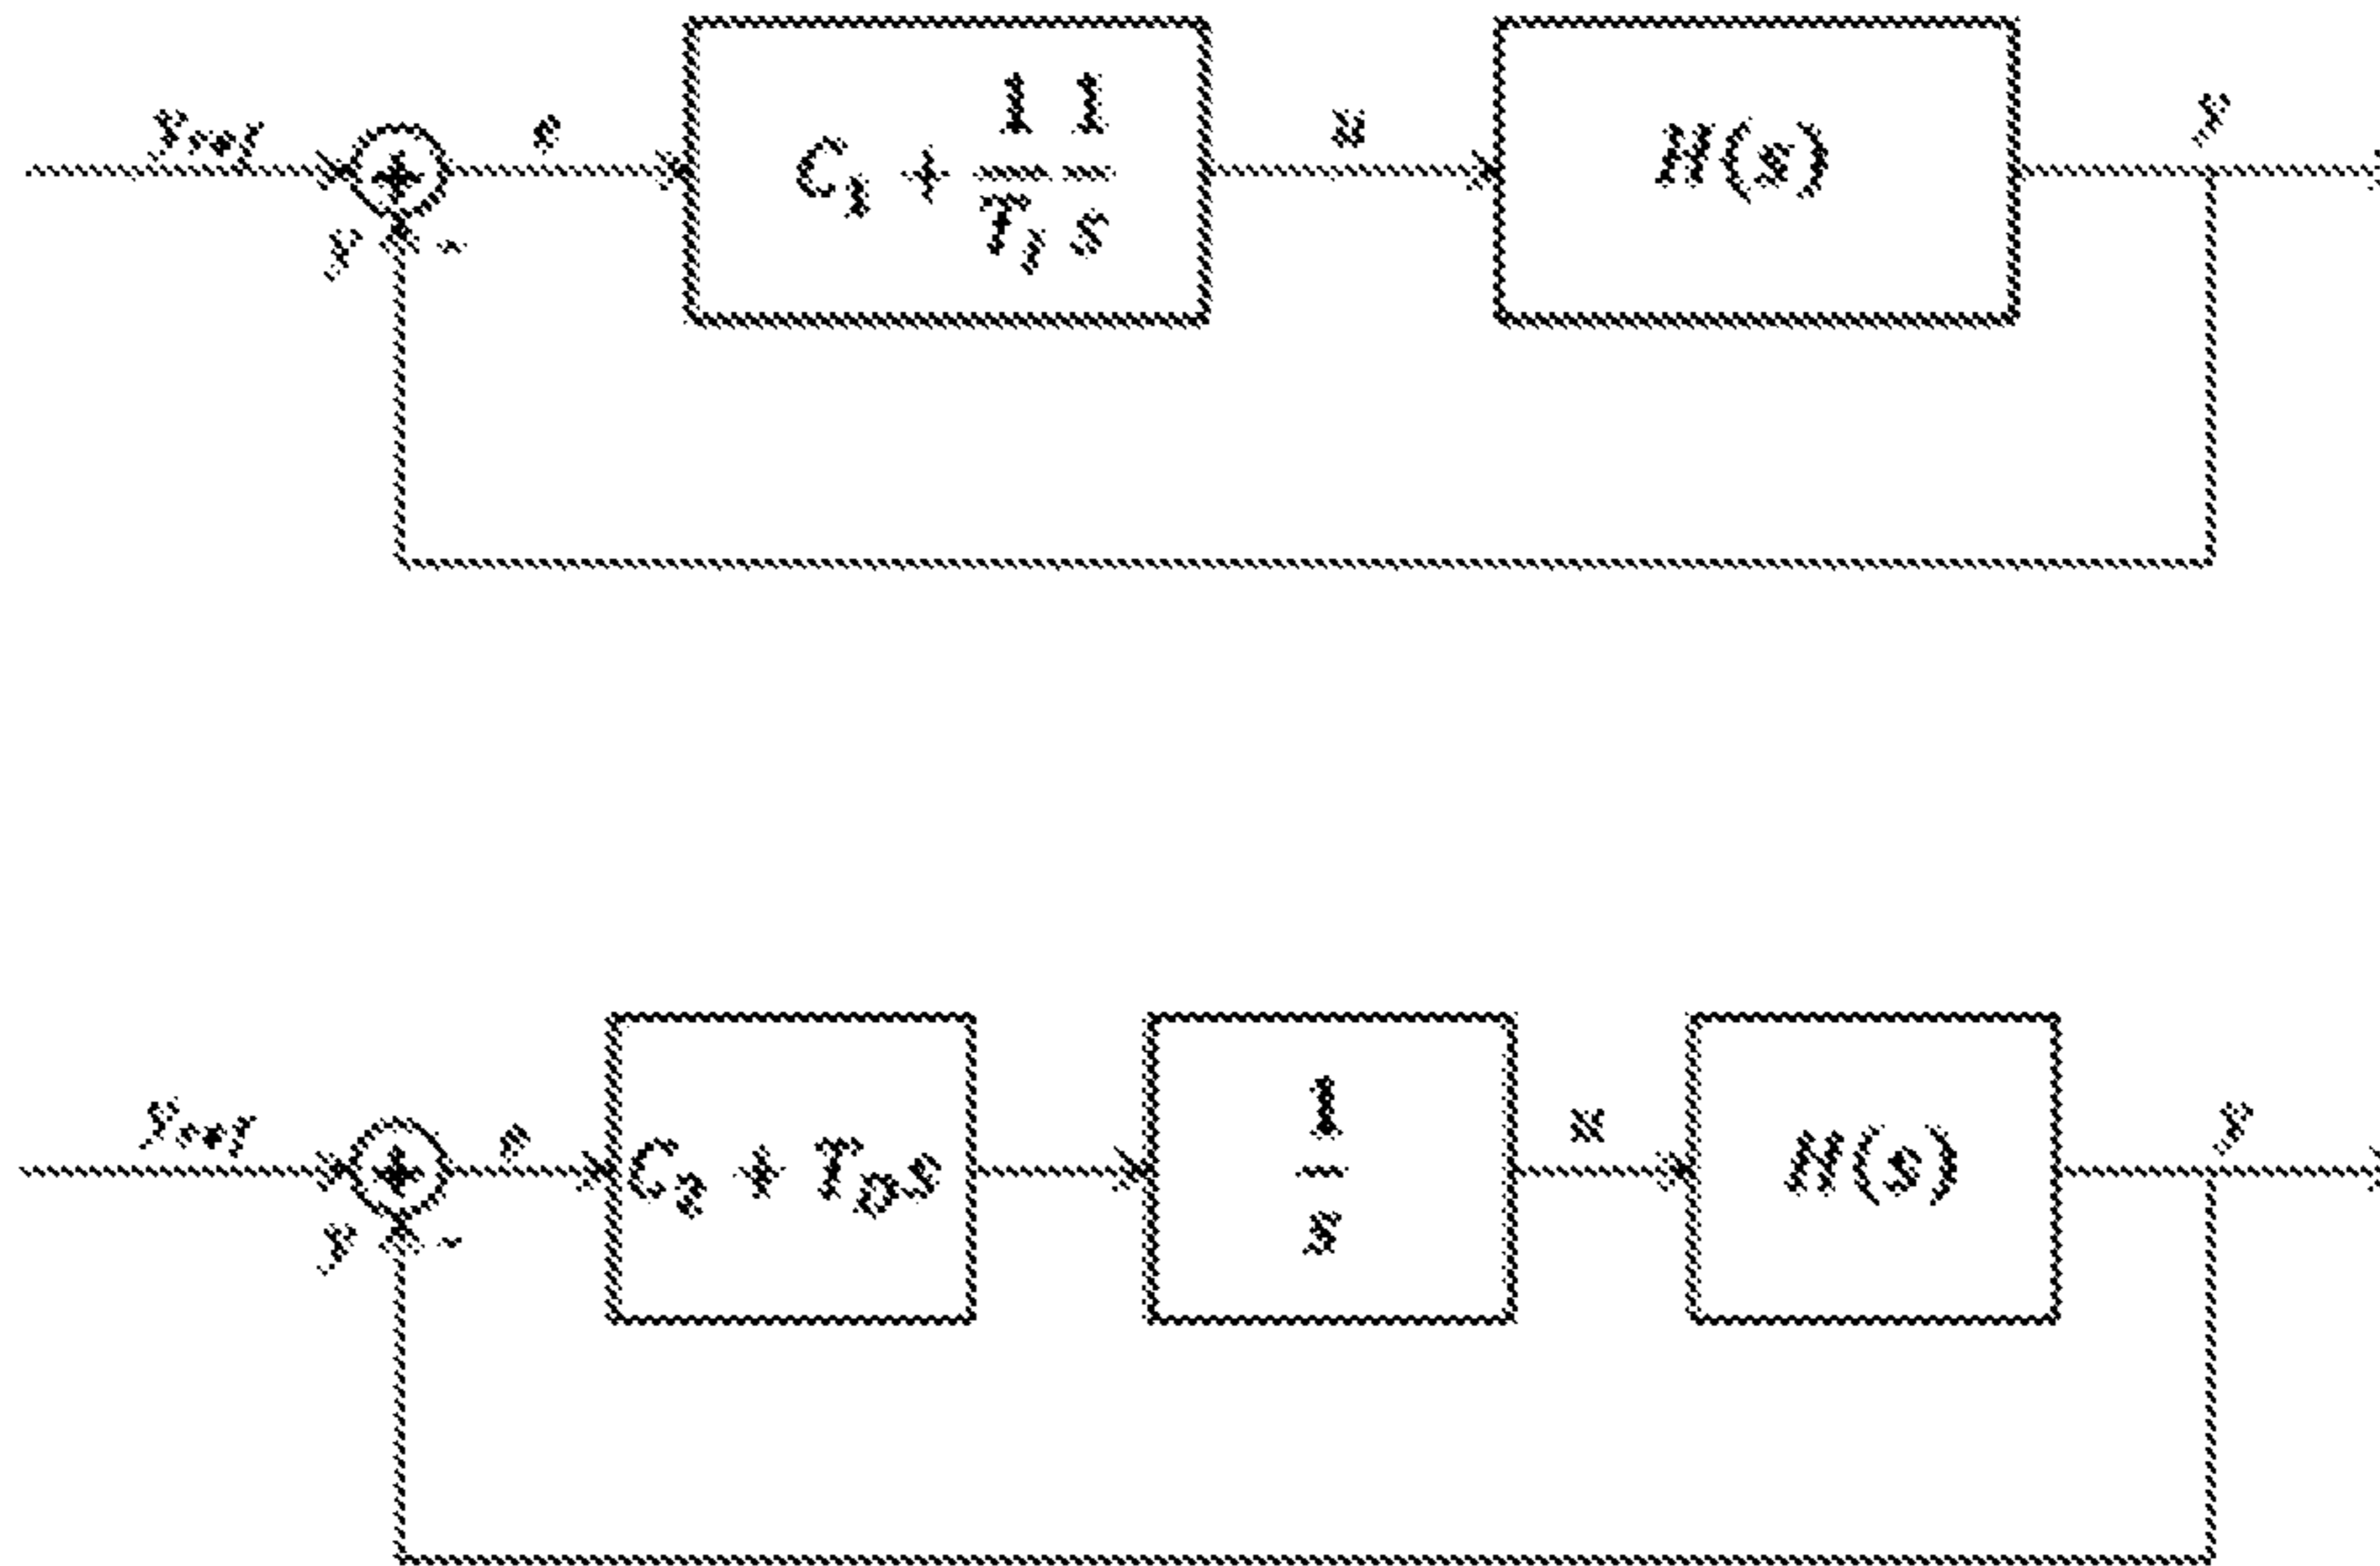 y_ref
e
C_1 + 1/T_i 1/s
u
H(s)
y
y
-
y_ref
e
C_2 + T_D s
1/s
u
H(s)
y
y
-